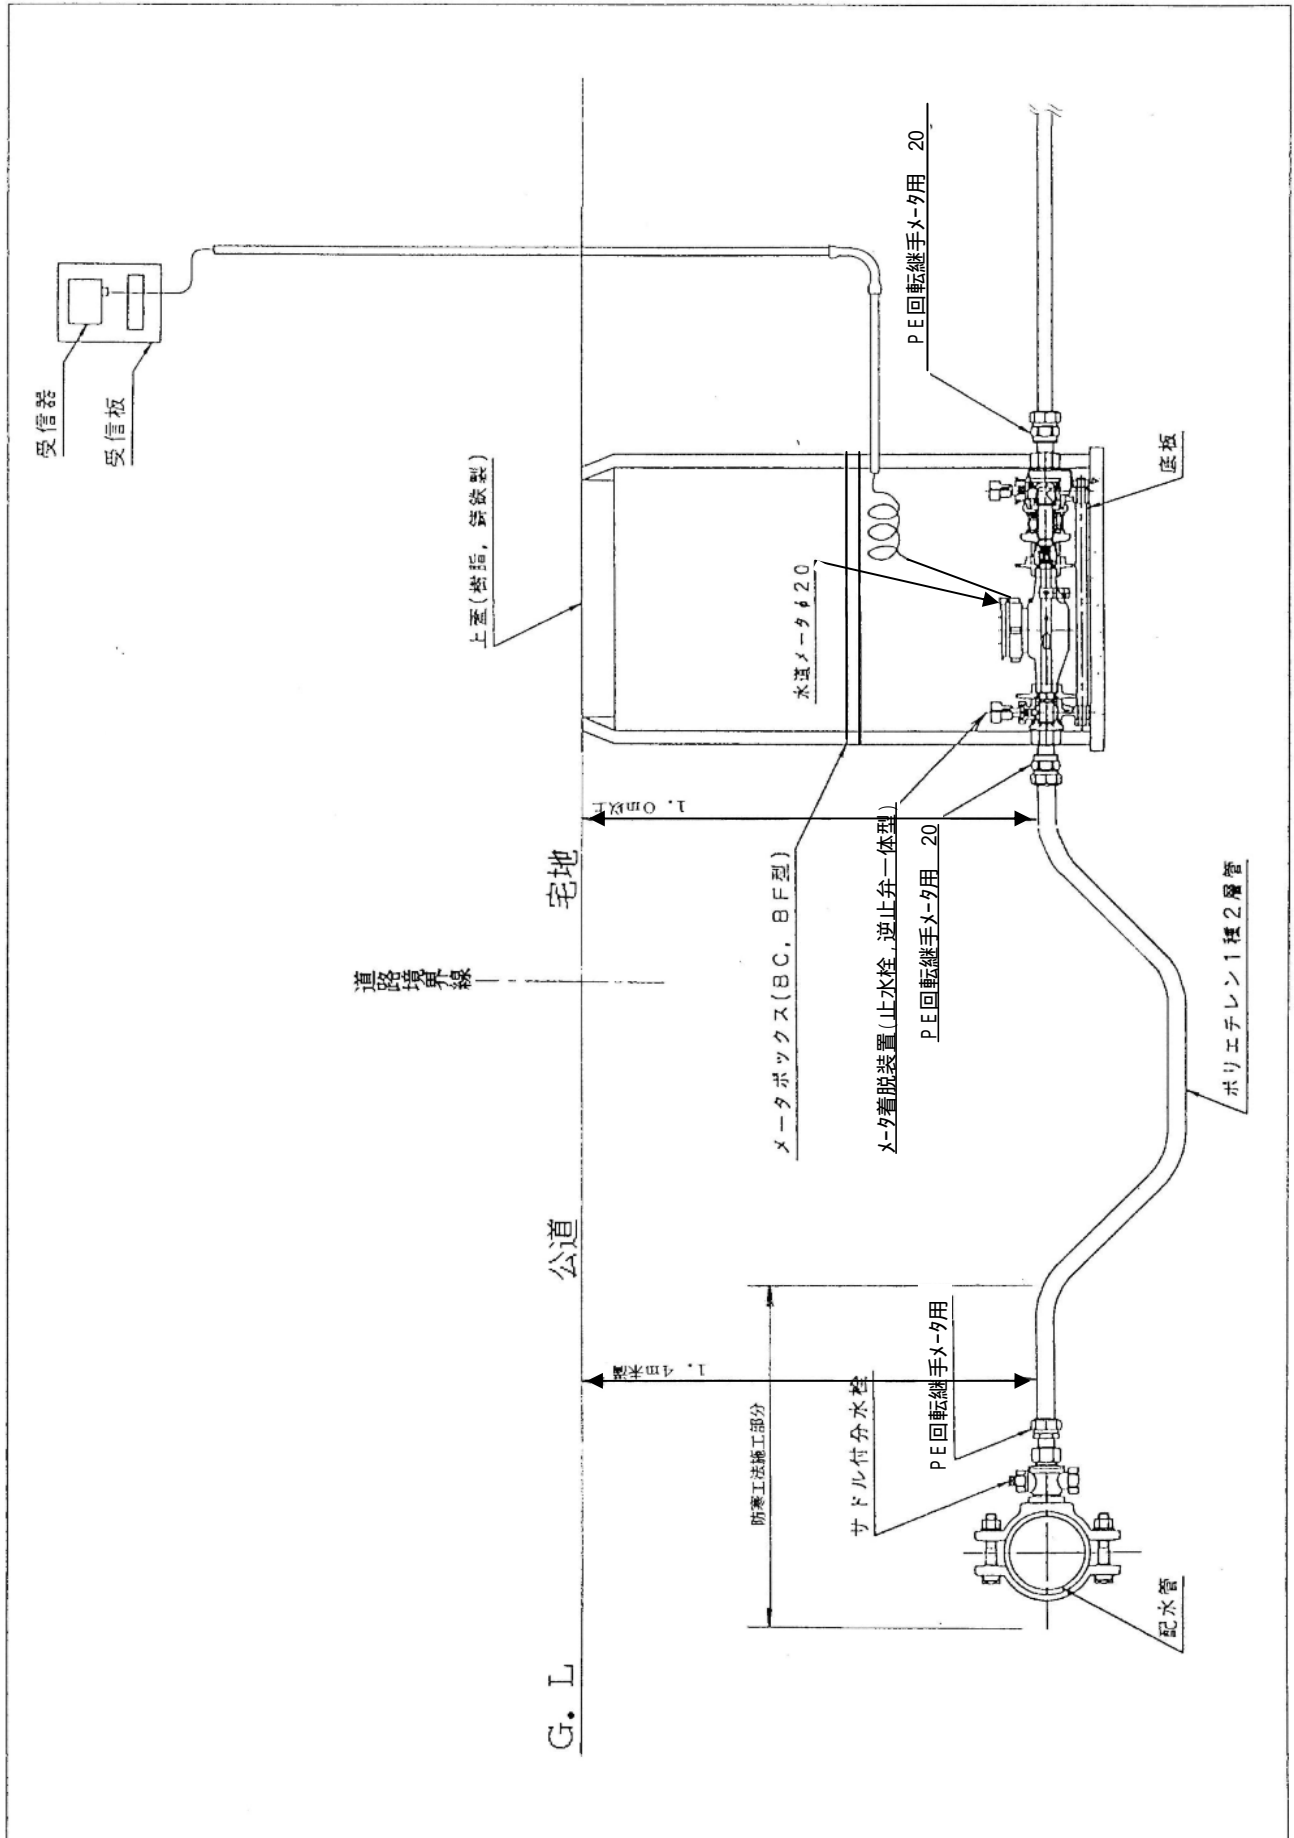 受信器
受信板
上蓋(樹脂, 鋳鉄製)
PE回転継手メータ用 20
水道メータφ20
底板
1.0m以上
宅地
道路境界線
メータボックス(BC, BF型)
メータ着脱装置(止水栓, 逆止弁一体型)
PE回転継手メータ用 20
ポリエチレン1種2層管
公道
1.4m未満
防寒工法施工部分
PE回転継手メータ用
サドル付分水栓
配水管
G.L